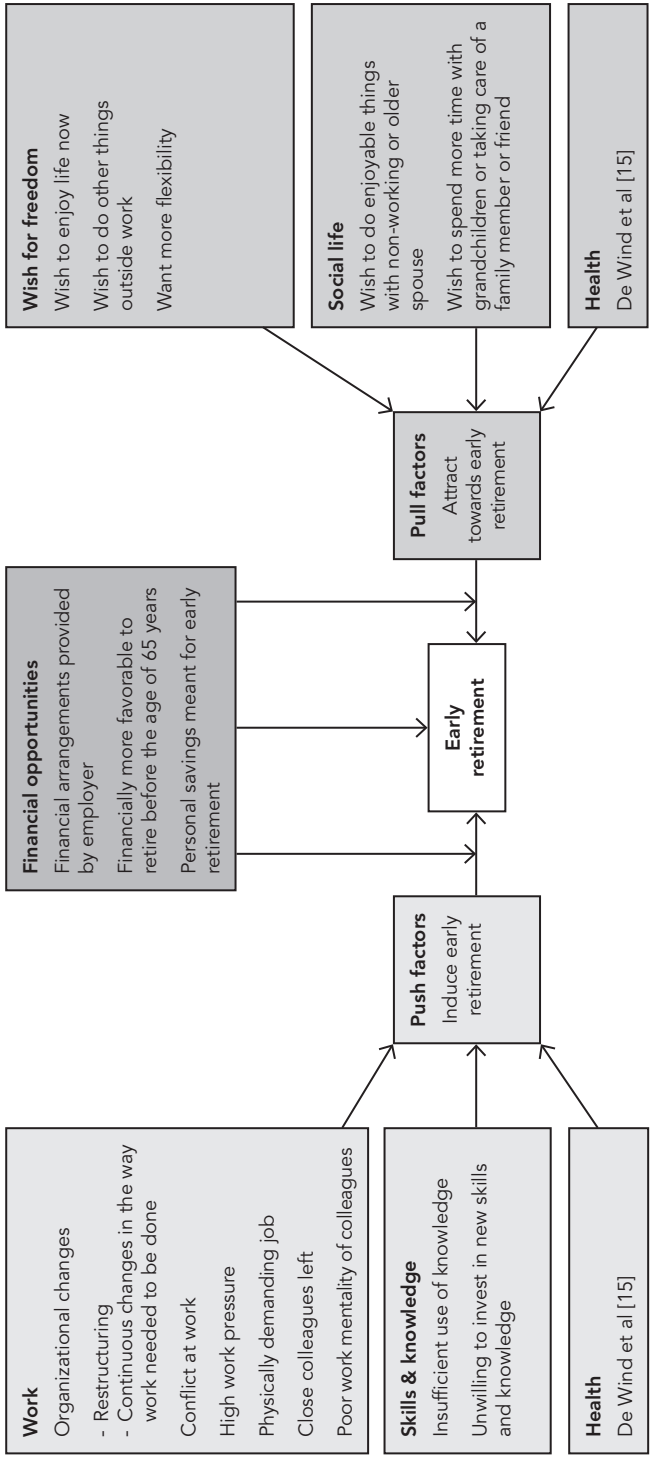 Work
Organizational changes
- Restructuring
- Continuous changes in the way
work needed to be done
Conflict at work
High work pressure
Physically demanding job
Close colleagues left
Poor work mentality of colleagues
Skills & knowledge
Insufficient use of knowledge
Unwilling to invest in new skills
and knowledge
Health
De Wind et al [15]
Push factors
Induce early
retirement
Financial opportunities
Financial arrangements provided
by employer
Financially more favorable to
retire before the age of 65 years
Personal savings meant for early
retirement
Early
retirement
Pull factors
Attract
towards early
retirement
Wish for freedom
Wish to enjoy life now
Wish to do other things
outside work
Want more flexibility
Social life
Wish to do enjoyable things
with non-working or older
spouse
Wish to spend more time with
grandchildren or taking care of a
family member or friend
Health
De Wind et al [15]